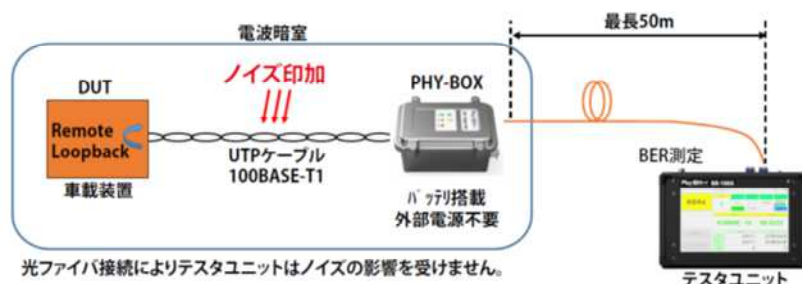 電波暗室
最長50m
DUT
ノイズ印加
PHY-BOX
Remote
Loopback
BER測定
UTPケーブル
100BASE-T1
車載装置
バッテリ搭載
外部電源不要
光ファイバ接続によりテスタユニットはノイズの影響を受けません。
テスタユニット